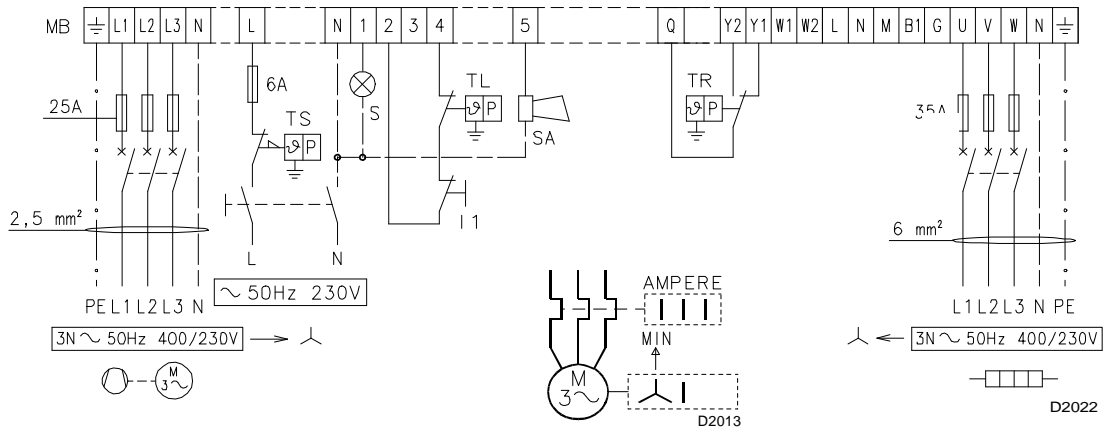 MB L1 L2 L3 N L N 1 2 3 4 5 Q Y2 Y1 W1 W2 L N M B1 G U V W N
25A
6A
TS
ϑ P
S
TL
ϑ P
SA
I1
TR
ϑ P
35A
2,5 mm²
6 mm²
L N
PE L1 L2 L3 N
~ 50Hz 230V
3N ~ 50Hz 400/230V
M
3~
AMPERE
MIN
M
3~
D2013
L1 L2 L3 N PE
3N ~ 50Hz 400/230V
D2022